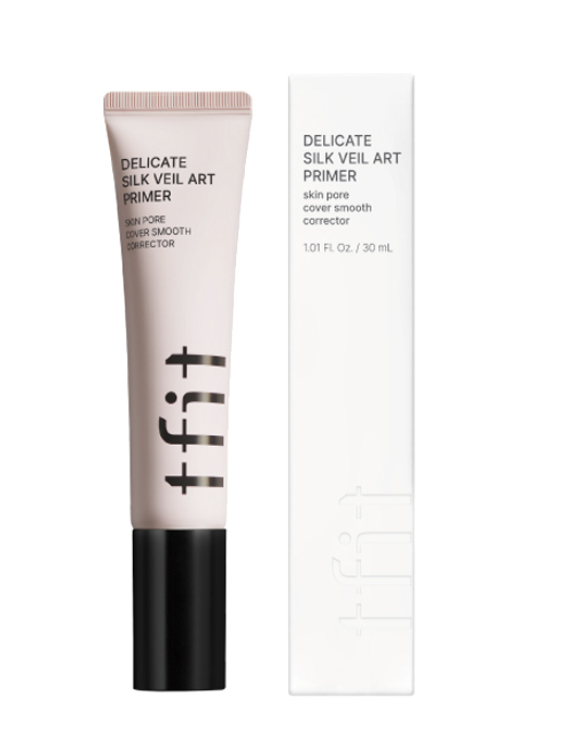 DELICATE
SILK VEIL ART
PRIMER
SKIN PORE
COVER SMOOTH
CORRECTOR
tfit
DELICATE
SILK VEIL ART
PRIMER
skin pore
cover smooth
corrector
1.01 Fl. Oz. / 30 mL
tfit